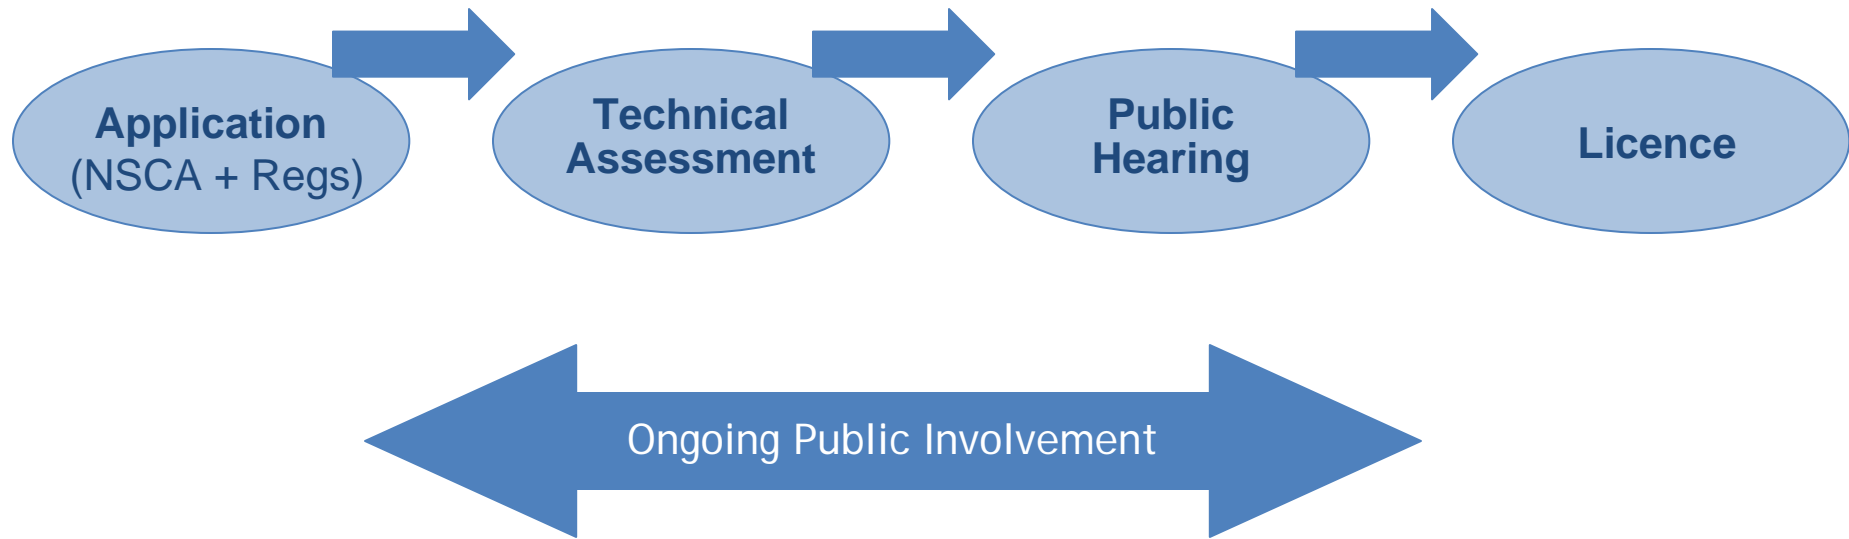 Application
(NSCA + Regs)
Technical
Assessment
Public
Hearing
Licence
Ongoing Public Involvement